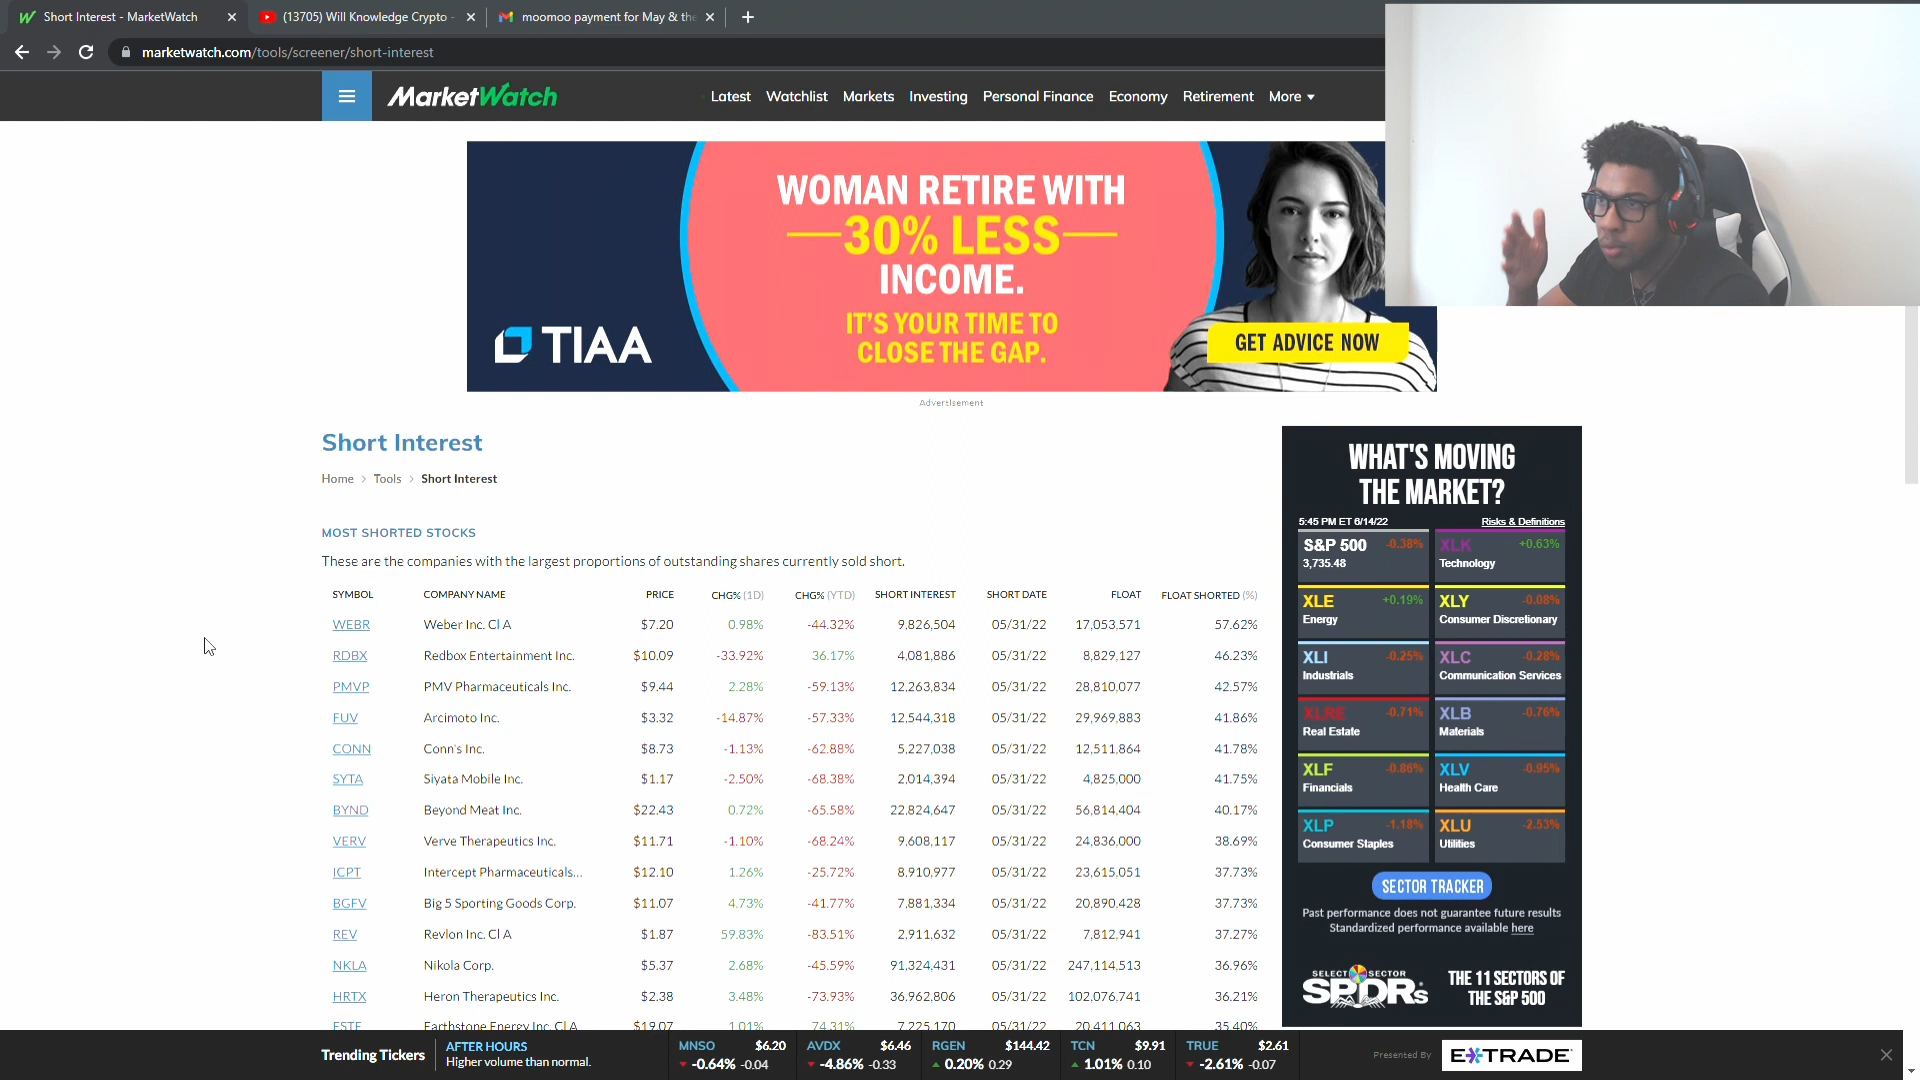 Short Interest - MarketWatch
(13705) Will Knowledge Crypto -
moomoo payment for May & the
marketwatch.com/tools/screener/short-interest
MarketWatch
Latest Watchlist Markets Investing Personal Finance Economy Retirement More
WOMAN RETIRE WITH
30% LESS
INCOME.
IT'S YOUR TIME TO
CLOSE THE GAP.
TIAA
GET ADVICE NOW
Advertisement
Short Interest
Home > Tools > Short Interest
MOST SHORTED STOCKS
These are the companies with the largest proportions of outstanding shares currently sold short.
SYMBOL COMPANY NAME PRICE CHG% (1D) CHG% (YTD) SHORT INTEREST SHORT DATE FLOAT FLOAT SHORTED (%)
WEBR Weber Inc. Cl A $7.20 0.98% -44.32% 9,826,504 05/31/22 17,053,571 57.62%
RDBX Redbox Entertainment Inc. $10.09 -33.92% 36.17% 4,081,886 05/31/22 8,829,127 46.23%
PMVP PMV Pharmaceuticals Inc. $9.44 2.28% -59.13% 12,263,834 05/31/22 28,810,077 42.57%
FUV Arcimoto Inc. $3.32 -14.87% -57.33% 12,544,318 05/31/22 29,969,883 41.86%
CONN Conn's Inc. $8.73 -1.13% -62.88% 5,227,038 05/31/22 12,511,864 41.78%
SYTA Siyata Mobile Inc. $1.17 -2.50% -68.38% 2,014,394 05/31/22 4,825,000 41.75%
BYND Beyond Meat Inc. $22.43 0.72% -65.58% 22,824,647 05/31/22 56,814,404 40.17%
VERV Verve Therapeutics Inc. $11.71 -1.10% -68.24% 9,608,117 05/31/22 24,836,000 38.69%
ICPT Intercept Pharmaceuticals... $12.10 1.26% -25.72% 8,910,977 05/31/22 23,615,051 37.73%
BGFV Big 5 Sporting Goods Corp. $11.07 4.73% -41.77% 7,881,334 05/31/22 20,890,428 37.73%
REV Revlon Inc. Cl A $1.87 59.83% -83.51% 2,911,632 05/31/22 7,812,941 37.27%
NKLA Nikola Corp. $5.37 2.68% -45.59% 91,324,431 05/31/22 247,114,513 36.96%
HRTX Heron Therapeutics Inc. $2.38 3.48% -73.93% 36,962,806 05/31/22 102,076,741 36.21%
ESTE Earthstone Energy Inc. Cl A $19.07 1.01% 74.31% 7,225,170 05/31/22 20,411,063 35.40%
WHAT'S MOVING
THE MARKET?
5:45 PM ET 6/14/22 Risks & Definitions
S&P 500 -0.38%
3,735.48
XLK +0.63%
Technology
XLE +0.19%
Energy
XLY -0.08%
Consumer Discretionary
XLI -0.25%
Industrials
XLC -0.28%
Communication Services
XLRE -0.71%
Real Estate
XLB -0.76%
Materials
XLF -0.86%
Financials
XLV -0.95%
Health Care
XLP -1.18%
Consumer Staples
XLU -2.53%
Utilities
SECTOR TRACKER
Past performance does not guarantee future results
Standardized performance available here
SELECT SECTOR
SPDRs
THE 11 SECTORS OF
THE S&P 500
Trending Tickers
AFTER HOURS
Higher volume than normal.
MNSO $6.20
-0.64% -0.04
AVDX $6.46
-4.86% -0.33
RGEN $144.42
0.20% 0.29
TCN $9.91
1.01% 0.10
TRUE $2.61
-2.61% -0.07
Presented By
E*TRADE